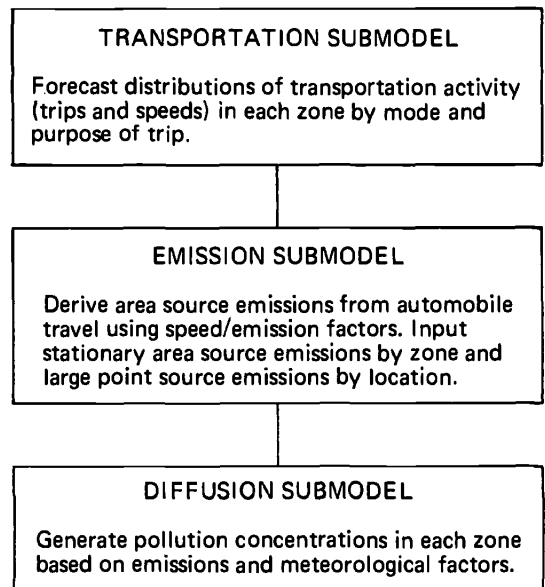 TRANSPORTATION SUBMODEL
Forecast distributions of transportation activity
(trips and speeds) in each zone by mode and
purpose of trip.
EMISSION SUBMODEL
Derive area source emissions from automobile
travel using speed/emission factors. Input
stationary area source emissions by zone and
large point source emissions by location.
DIFFUSION SUBMODEL
Generate pollution concentrations in each zone
based on emissions and meteorological factors.